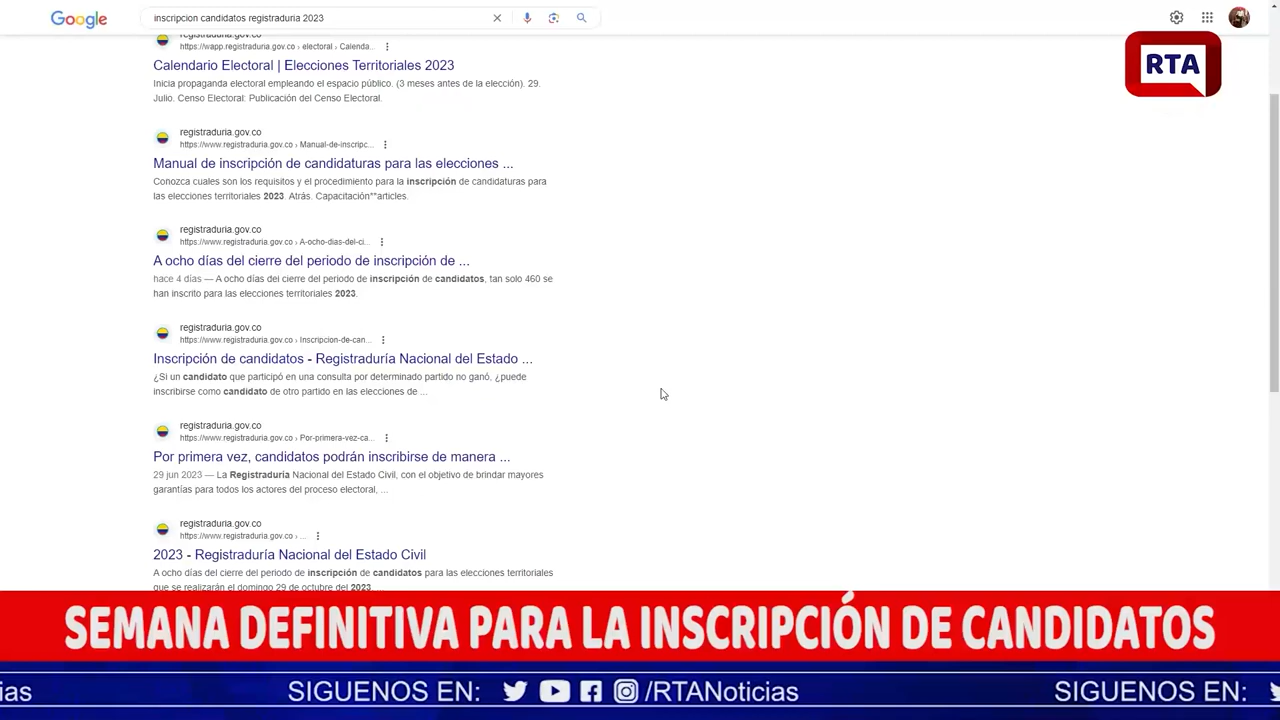 Google
inscripcion candidatos registraduria 2023
RTA
registraduria.gov.co
https://wapp.registraduria.gov.co › electoral › Calenda...
Calendario Electoral | Elecciones Territoriales 2023
Inicia propaganda electoral empleando el espacio público. (3 meses antes de la elección). 29.
Julio. Censo Electoral: Publicación del Censo Electoral.
registraduria.gov.co
https://www.registraduria.gov.co › Manual-de-inscripc...
Manual de inscripción de candidaturas para las elecciones ...
Conozca cuales son los requisitos y el procedimiento para la inscripción de candidaturas para
las elecciones territoriales 2023. Atrás. Capacitación**articles.
registraduria.gov.co
https://www.registraduria.gov.co › A-ocho-dias-del-ci...
A ocho días del cierre del periodo de inscripción de ...
hace 4 días — A ocho días del cierre del periodo de inscripción de candidatos, tan solo 460 se
han inscrito para las elecciones territoriales 2023.
registraduria.gov.co
https://www.registraduria.gov.co › Inscripcion-de-can...
Inscripción de candidatos - Registraduría Nacional del Estado ...
¿Si un candidato que participó en una consulta por determinado partido no ganó, ¿puede
inscribirse como candidato de otro partido en las elecciones de ...
registraduria.gov.co
https://www.registraduria.gov.co › Por-primera-vez-ca...
Por primera vez, candidatos podrán inscribirse de manera ...
29 jun 2023 — La Registraduría Nacional del Estado Civil, con el objetivo de brindar mayores
garantías para todos los actores del proceso electoral, ...
registraduria.gov.co
https://www.registraduria.gov.co › ...
2023 - Registraduría Nacional del Estado Civil
A ocho días del cierre del periodo de inscripción de candidatos para las elecciones territoriales
que se realizarán el domingo 29 de octubre del 2023. ...
SEMANA DEFINITIVA PARA LA INSCRIPCIÓN DE CANDIDATOS
ias SIGUENOS EN: /RTANoticias SIGUENOS EN: